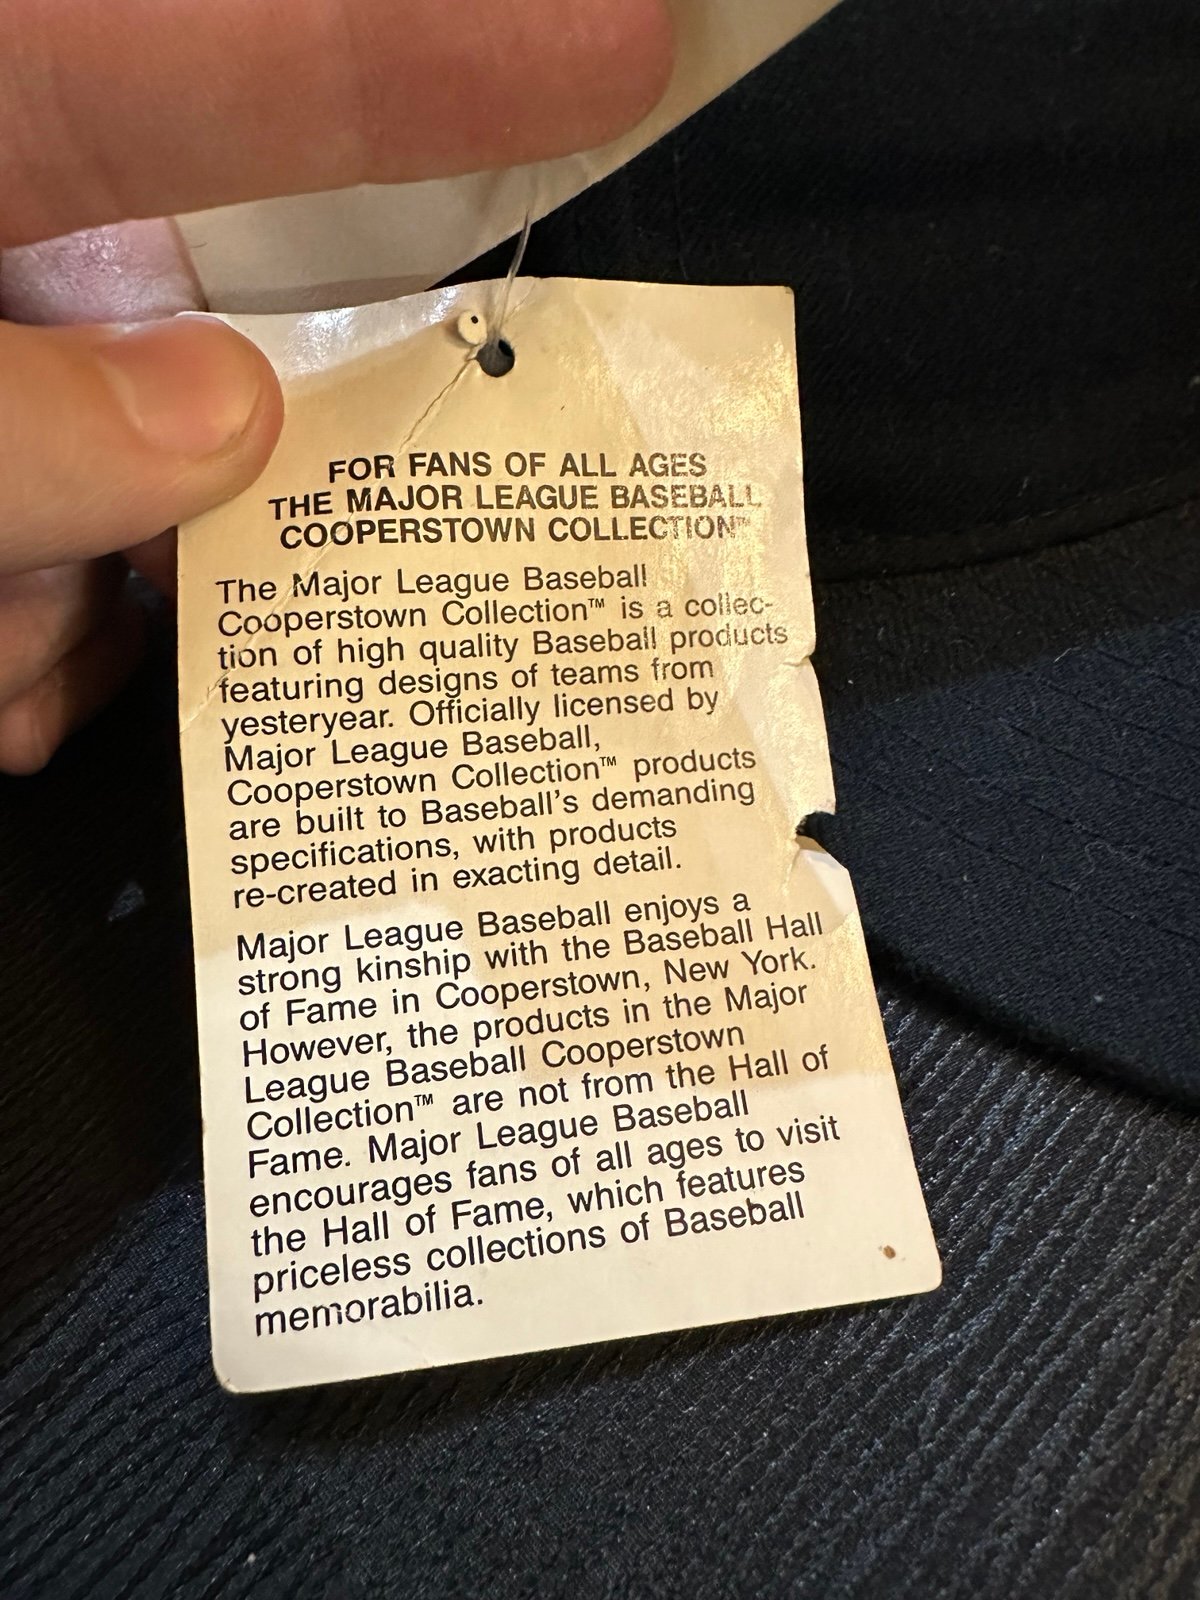 FOR FANS OF ALL AGES
THE MAJOR LEAGUE BASEBALL
COOPERSTOWN COLLECTION™
The Major League Baseball
Cooperstown Collection™ is a collec-
tion of high quality Baseball products
featuring designs of teams from
yesteryear. Officially licensed by
Major League Baseball,
Cooperstown Collection™ products
are built to Baseball's demanding
specifications, with products
re-created in exacting detail.
Major League Baseball enjoys a
strong kinship with the Baseball Hall
of Fame in Cooperstown, New York.
However, the products in the Major
League Baseball Cooperstown
Collection™ are not from the Hall of
Fame. Major League Baseball
encourages fans of all ages to visit
the Hall of Fame, which features
priceless collections of Baseball
memorabilia.